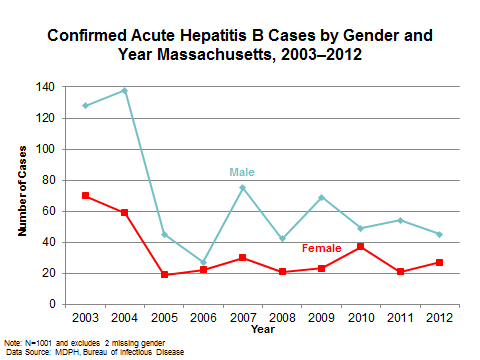 Confirmed Acute Hepatitis B Cases by Gender and
Year Massachusetts, 2003–2012
140
120
100
80
60
40
20
0
Number of Cases
Male
Female
2003 2004 2005 2006 2007 2008 2009 2010 2011 2012
Year
Note: N=1001 and excludes 2 missing gender
Data Source: MDPH, Bureau of Infectious Disease